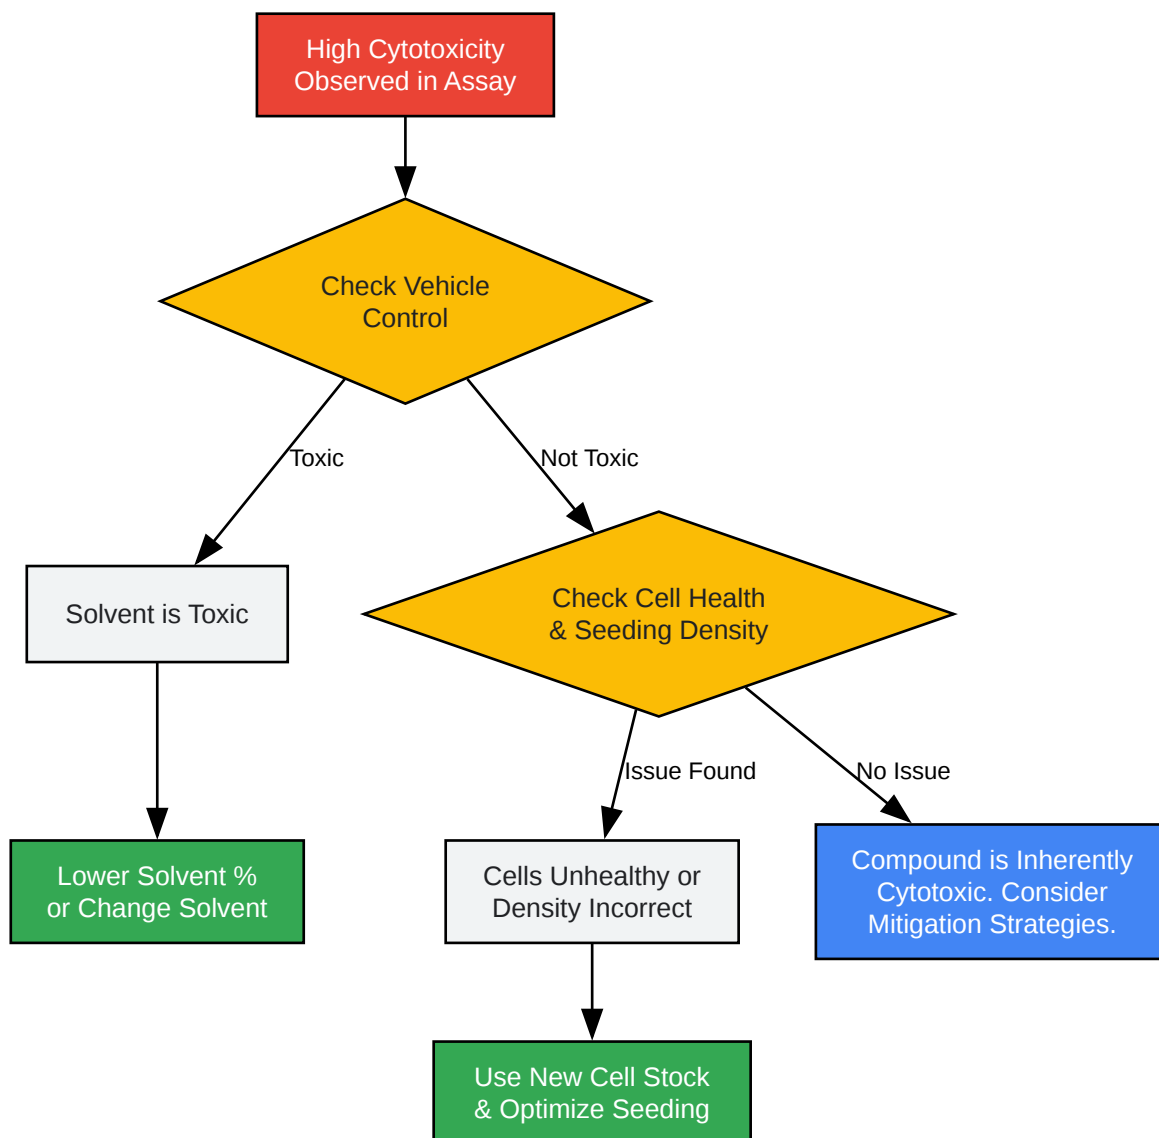 High Cytotoxicity
Observed in Assay
Check Vehicle
Control
Toxic
Not Toxic
Solvent is Toxic
Check Cell Health
& Seeding Density
Issue Found
No Issue
Lower Solvent %
or Change Solvent
Cells Unhealthy or
Density Incorrect
Compound is Inherently
Cytotoxic. Consider
Mitigation Strategies.
Use New Cell Stock
& Optimize Seeding